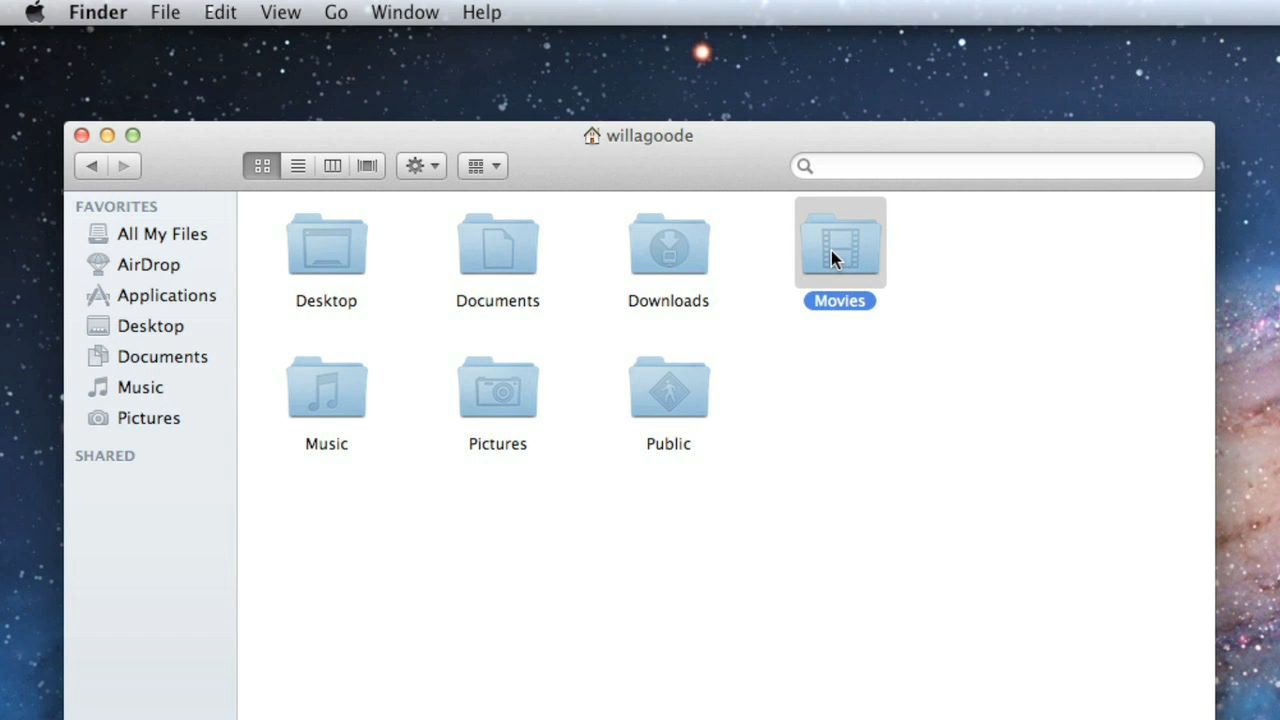 Finder File Edit View Go Window Help
willagoode
FAVORITES
All My Files
AirDrop
Applications
Desktop
Documents
Music
Pictures
SHARED
Desktop Documents Downloads Movies
Music Pictures Public